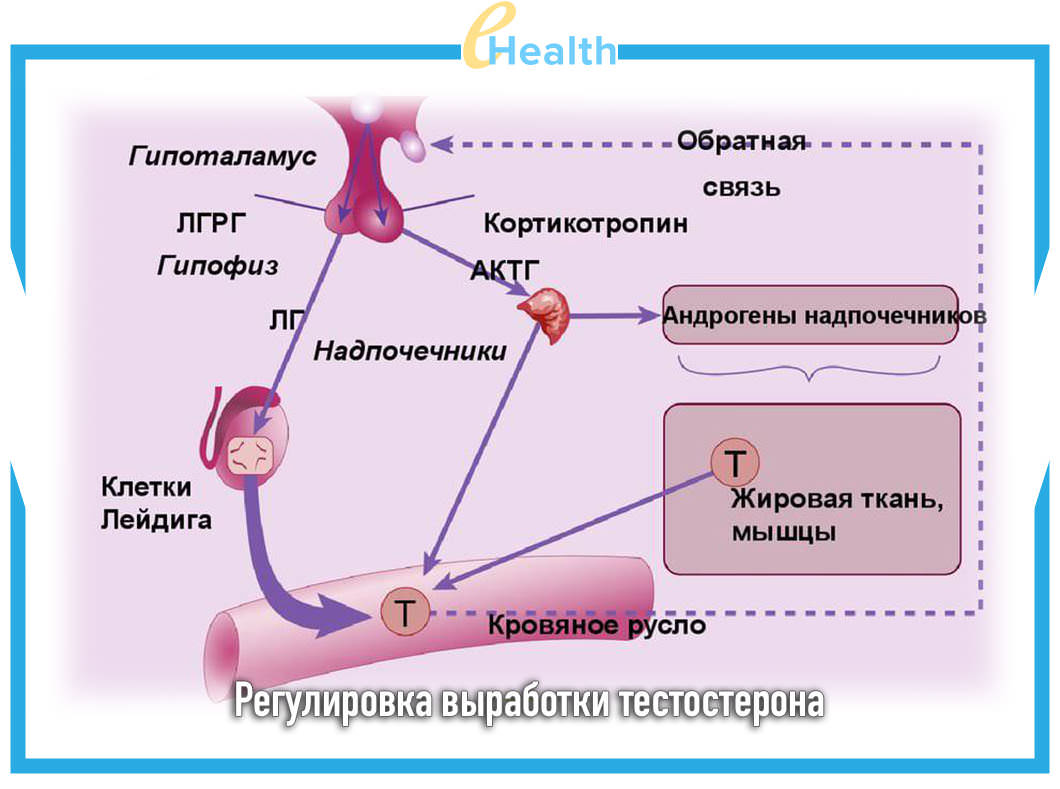 eHealth
Гипоталамус
Обратная
связь
ЛГРГ
Кортикотропин
Гипофиз
АКТГ
ЛГ
Андрогены надпочечников
Надпочечники
Т
Жировая ткань,
мышцы
Клетки
Лейдига
Т
Кровяное русло
Регулировка выработки тестостерона